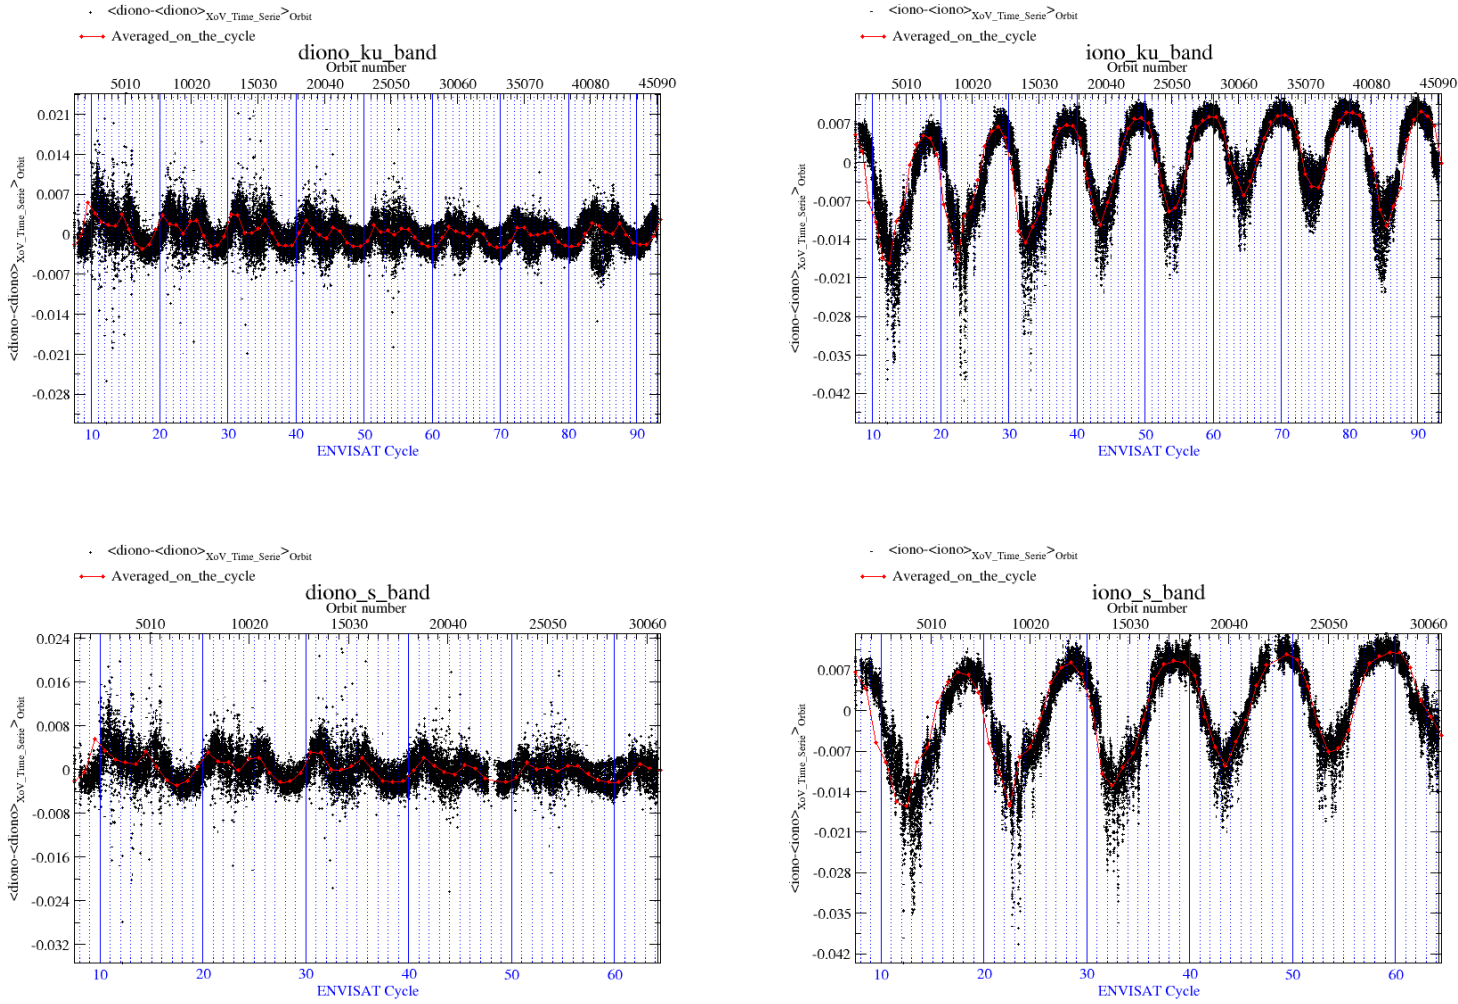 <diono-<diono>XoV_Time_Serie>Orbit
Averaged_on_the_cycle
diono_ku_band
Orbit number
5010 10020 15030 20040 25050 30060 35070 40080 45090
<diono-<diono>XoV_Time_Serie>Orbit
0.021
0.014
0.007
0
-0.007
-0.014
-0.021
-0.028
10 20 30 40 50 60 70 80 90
ENVISAT Cycle
<iono-<iono>XoV_Time_Serie>Orbit
Averaged_on_the_cycle
iono_ku_band
Orbit number
5010 10020 15030 20040 25050 30060 35070 40080 45090
<iono-<iono>XoV_Time_Serie>Orbit
0.007
0
-0.007
-0.014
-0.021
-0.028
-0.035
-0.042
10 20 30 40 50 60 70 80 90
ENVISAT Cycle
<diono-<diono>XoV_Time_Serie>Orbit
Averaged_on_the_cycle
diono_s_band
Orbit number
5010 10020 15030 20040 25050 30060
<diono-<diono>XoV_Time_Serie>Orbit
0.024
0.016
0.008
0
-0.008
-0.016
-0.024
-0.032
10 20 30 40 50 60
ENVISAT Cycle
<iono-<iono>XoV_Time_Serie>Orbit
Averaged_on_the_cycle
iono_s_band
Orbit number
5010 10020 15030 20040 25050 30060
<iono-<iono>XoV_Time_Serie>Orbit
0.007
0
-0.007
-0.014
-0.021
-0.028
-0.035
-0.042
10 20 30 40 50 60
ENVISAT Cycle